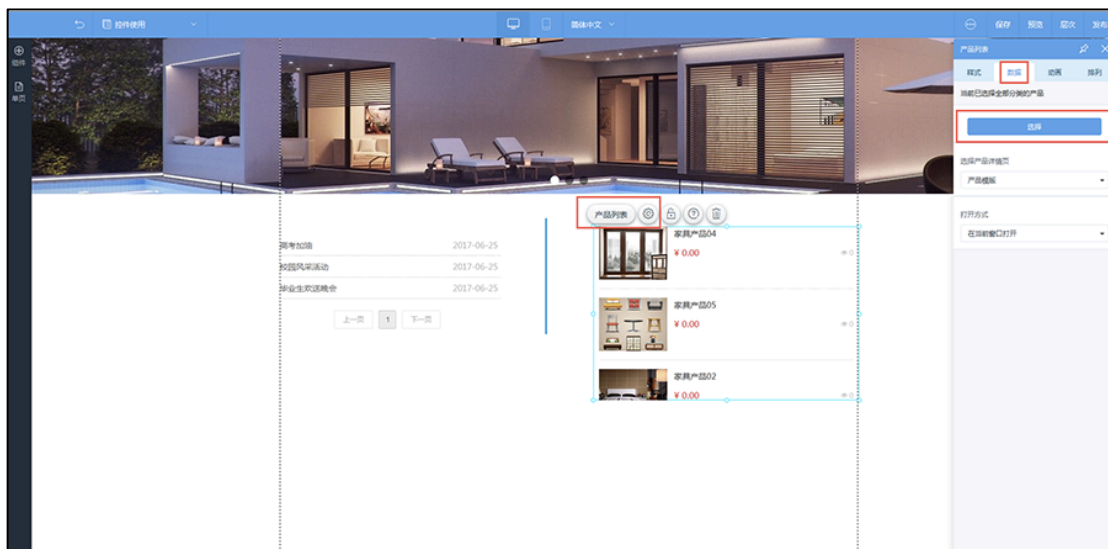 控件使用
简体中文
保存 预览 层次 发布
组件
单页
产品列表
样式 数据 动画 排列
当前已选择全部分类的产品
选择
选择产品详情页
产品模板
打开方式
在当前窗口打开
产品列表
高考加油 2017-06-25
校园风采活动 2017-06-25
毕业生欢送晚会 2017-06-25
上一页 1 下一页
家具产品04
¥ 0.00 0
家具产品05
¥ 0.00 0
家具产品02
¥ 0.00 0